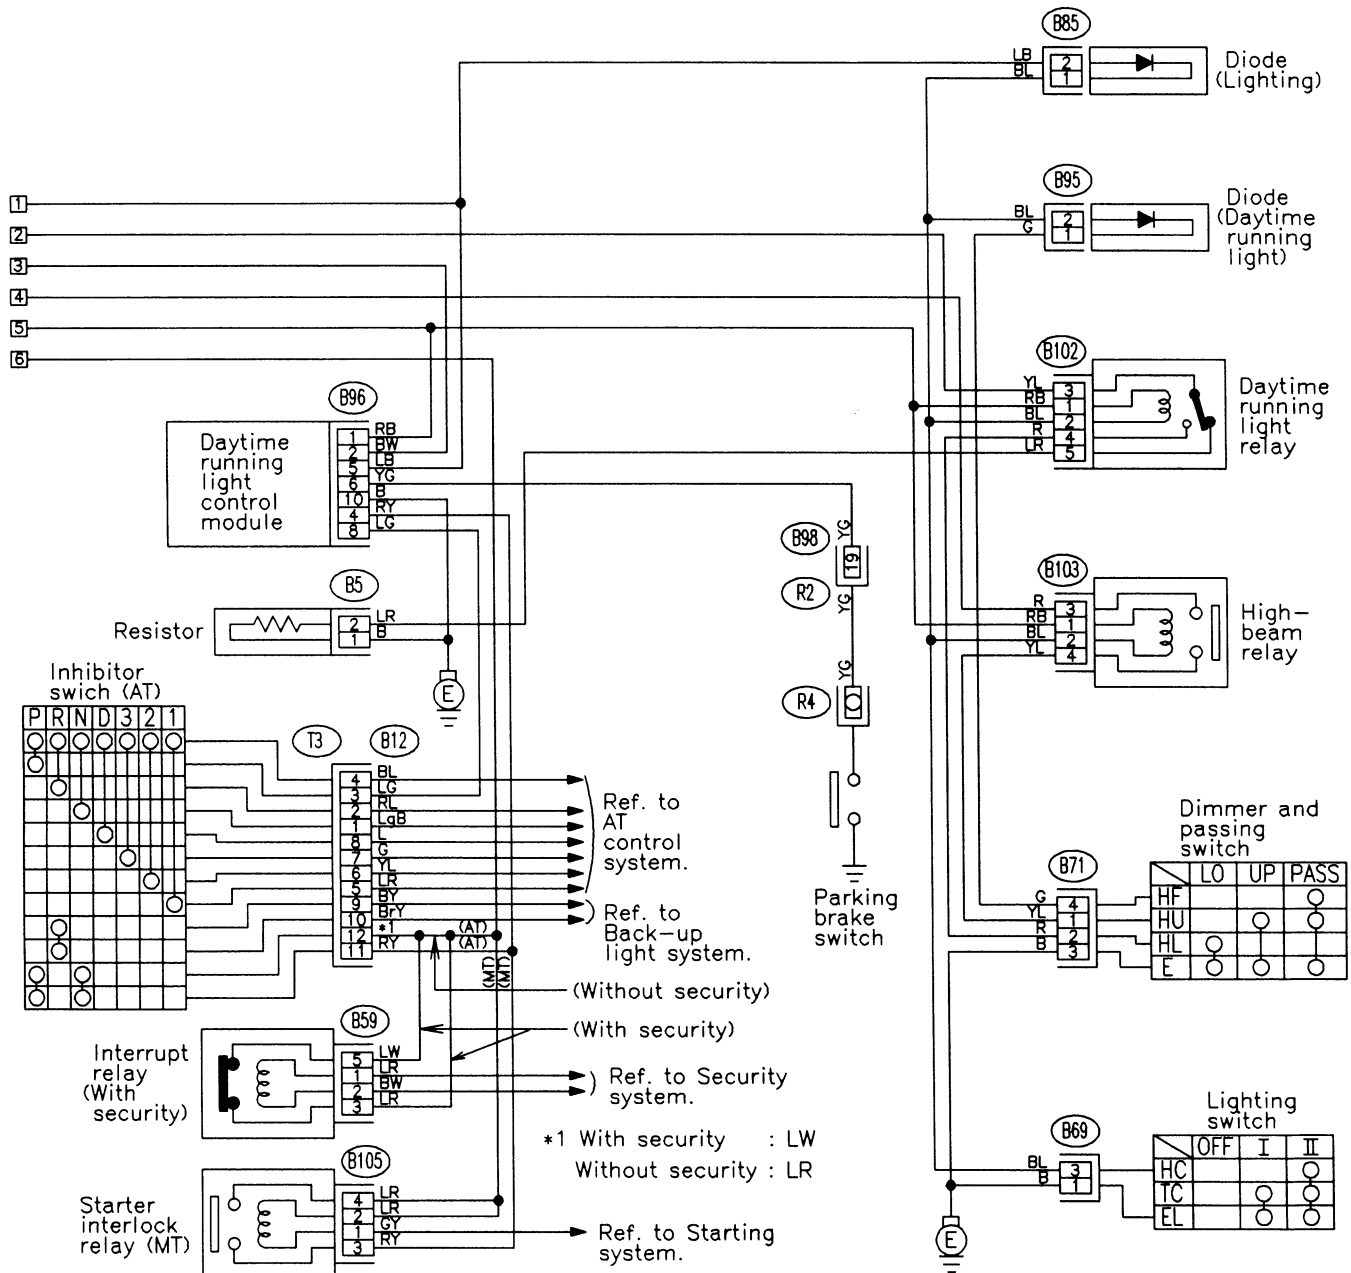 B85
LB
BL
2
1
Diode
(Lighting)
B95
BL
G
2
1
Diode
(Daytime
running
light)
1
2
3
4
5
6
B102
YL
RB
BL
R
LR
3
1
2
4
5
Daytime
running
light
relay
B96
Daytime
running
light
control
module
1
2
5
6
10
4
8
RB
BW
LB
YG
B
RY
LG
B98
YG
19
R2
YG
YG
R4
Parking
brake
switch
B103
R
RB
BL
YL
3
1
2
4
High-
beam
relay
B5
Resistor
2
1
LR
B
E
Inhibitor
swich (AT)
P R N D 3 2 1
T3
B12
4
3
2
1
8
7
6
5
9
10
12
11
BL
LG
RL
LgB
L
G
YL
LR
BY
BrY
*1
RY
(AT)
(AT)
(MT)
(MT)
Ref. to
AT
control
system.
Ref. to
Back-up
light system.
(Without security)
(With security)
B59
Interrupt
relay
(With
security)
5
1
2
3
LW
LR
BW
LR
Ref. to Security
system.
*1 With security : LW
Without security : LR
B105
Starter
interlock
relay (MT)
4
2
1
3
LR
LR
GY
RY
Ref. to Starting
system.
Dimmer and
passing
switch
B71
G
YL
R
B
4
1
2
3
LO UP PASS
HF
HU
HL
E
Lighting
switch
B69
BL
B
3
1
OFF I II
HC
TC
EL
E